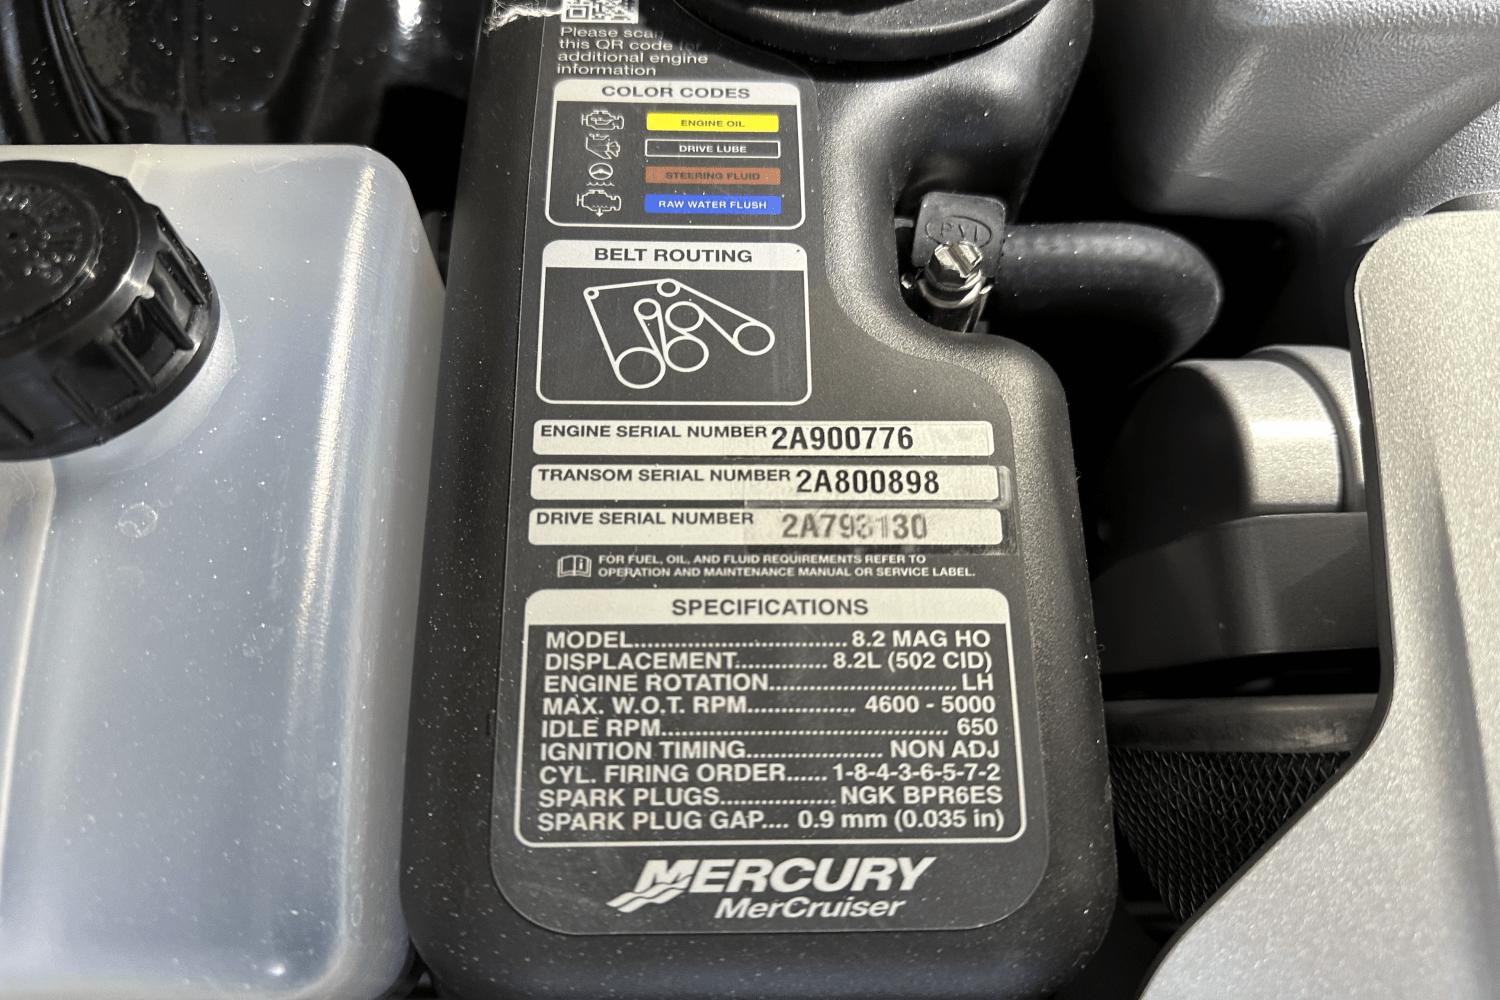 Please scan
this QR code for
additional engine
information
COLOR CODES
ENGINE OIL
DRIVE LUBE
STEERING FLUID
RAW WATER FLUSH
BELT ROUTING
ENGINE SERIAL NUMBER 2A900776
TRANSOM SERIAL NUMBER 2A800898
DRIVE SERIAL NUMBER 2A793130
FOR FUEL, OIL, AND FLUID REQUIREMENTS REFER TO
OPERATION AND MAINTENANCE MANUAL OR SERVICE LABEL.
SPECIFICATIONS
MODEL........................... 8.2 MAG HO
DISPLACEMENT............. 8.2L (502 CID)
ENGINE ROTATION........................... LH
MAX. W.O.T. RPM............... 4600 - 5000
IDLE RPM........................................ 650
IGNITION TIMING................... NON ADJ
CYL. FIRING ORDER...... 1-8-4-3-6-5-7-2
SPARK PLUGS................ NGK BPR6ES
SPARK PLUG GAP.... 0.9 mm (0.035 in)
MERCURY
MerCruiser